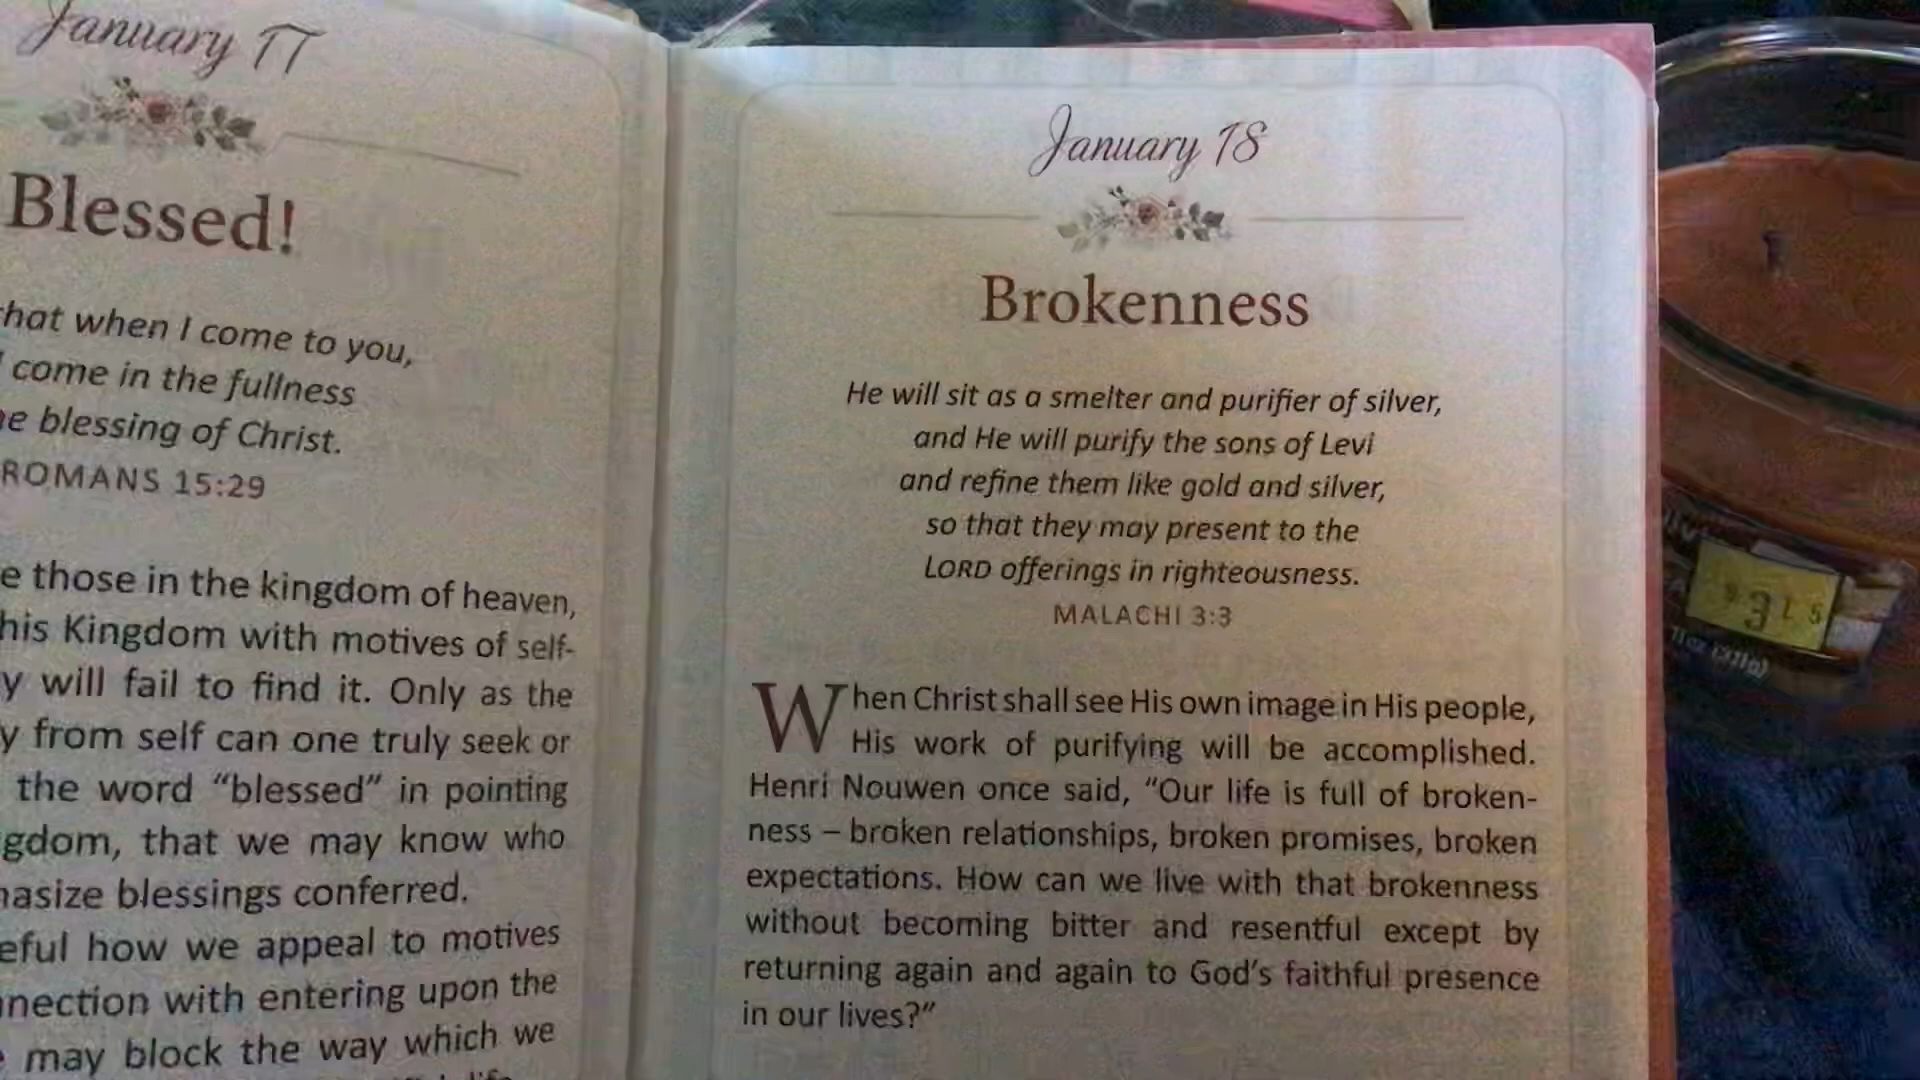 January 17
Blessed!
that when I come to you,
I come in the fullness
he blessing of Christ.
ROMANS 15:29
e those in the kingdom of heaven,
his Kingdom with motives of self-
y will fail to find it. Only as the
y from self can one truly seek or
the word “blessed” in pointing
gdom, that we may know who
hasize blessings conferred.
eful how we appeal to motives
nnection with entering upon the
may block the way which we
January 18
Brokenness
He will sit as a smelter and purifier of silver,
and He will purify the sons of Levi
and refine them like gold and silver,
so that they may present to the
LORD offerings in righteousness.
MALACHI 3:3
When Christ shall see His own image in His people,
His work of purifying will be accomplished.
Henri Nouwen once said, “Our life is full of broken-
ness – broken relationships, broken promises, broken
expectations. How can we live with that brokenness
without becoming bitter and resentful except by
returning again and again to God’s faithful presence
in our lives?”